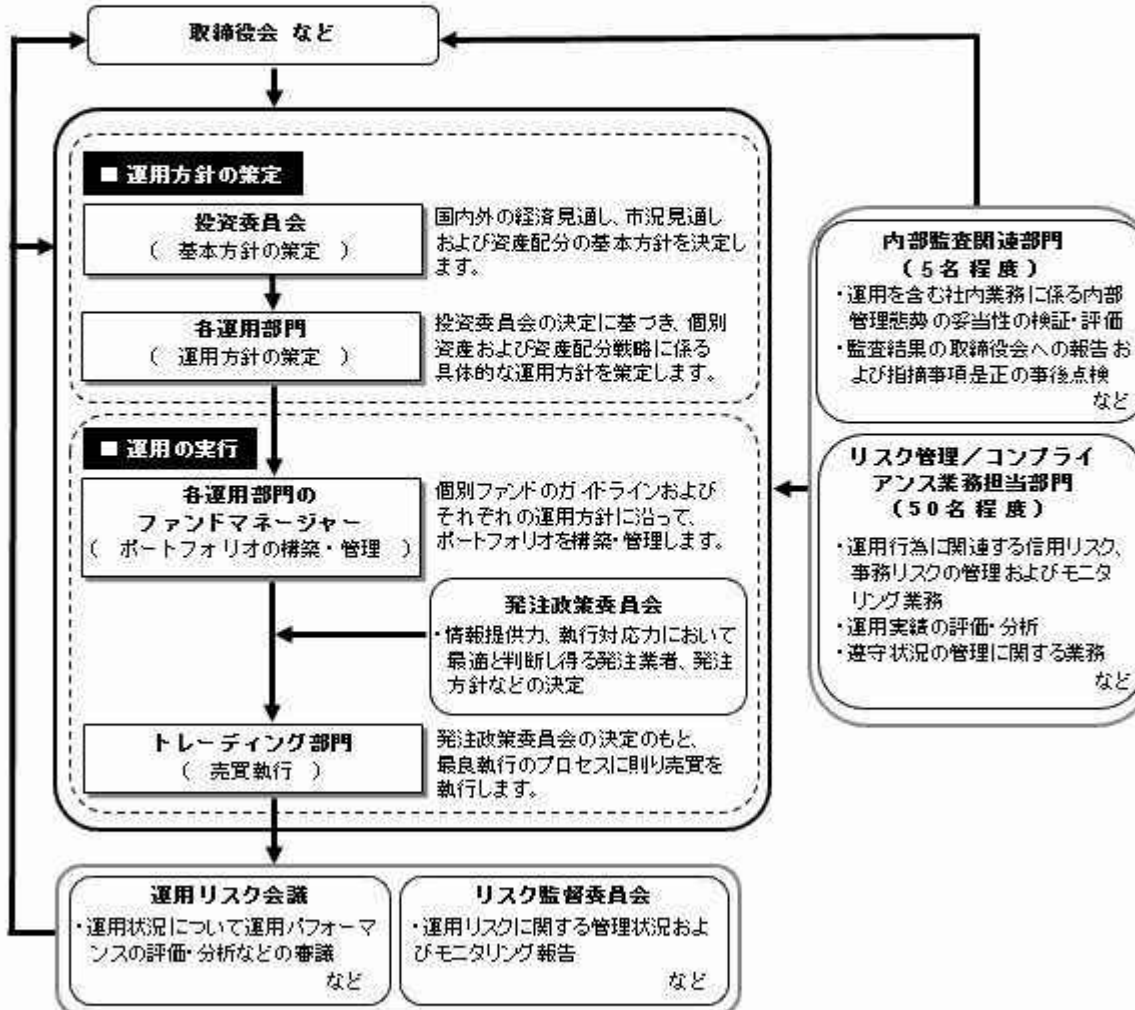 取締役会 など
■ 運用方針の策定
投資委員会
( 基本方針の策定 )
国内外の経済見通し、市況見通し
および資産配分の基本方針を決定し
ます。
各運用部門
( 運用方針の策定 )
投資委員会の決定に基づき、個別
資産および資産配分戦略に係る
具体的な運用方針を策定します。
■ 運用の実行
各運用部門の
ファンドマネージャー
( ポートフォリオの構築・管理 )
個別ファンドのガイドラインおよび
それぞれの運用方針に沿って、
ポートフォリオを構築・管理します。
発注政策委員会
・情報提供力、執行対応力において
最適と判断し得る発注業者、発注
方針などの決定
トレーディング部門
( 売買執行 )
発注政策委員会の決定のもと、
最良執行のプロセスに則り売買を
執行します。
運用リスク会議
・運用状況について運用パフォーマ
ンスの評価・分析などの審議
など
リスク監督委員会
・運用リスクに関する管理状況およ
びモニタリング報告
など
内部監査関連部門
(5名程度)
・運用を含む社内業務に係る内部
管理態勢の妥当性の検証・評価
・監査結果の取締役会への報告お
よび指摘事項是正の事後点検
など
リスク管理/コンプライ
アンス業務担当部門
(50名程度)
・運用行為に関連する信用リスク、
事務リスクの管理およびモニタ
リング業務
・運用実績の評価・分析
・遵守状況の管理に関する業務
など